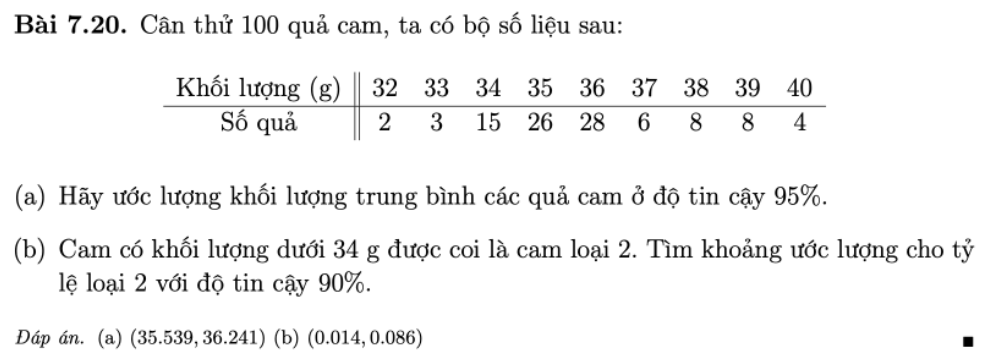 Bài 7.20. Cân thử 100 quả cam, ta có bộ số liệu sau:
Khối lượng (g) 32 33 34 35 36 37 38 39 40
Số quả 2 3 15 26 28 6 8 8 4
(a) Hãy ước lượng khối lượng trung bình các quả cam ở độ tin cậy 95%.
(b) Cam có khối lượng dưới 34 g được coi là cam loại 2. Tìm khoảng ước lượng cho tỷ
lệ loại 2 với độ tin cậy 90%.
Đáp án. (a) (35.539, 36.241) (b) (0.014, 0.086)